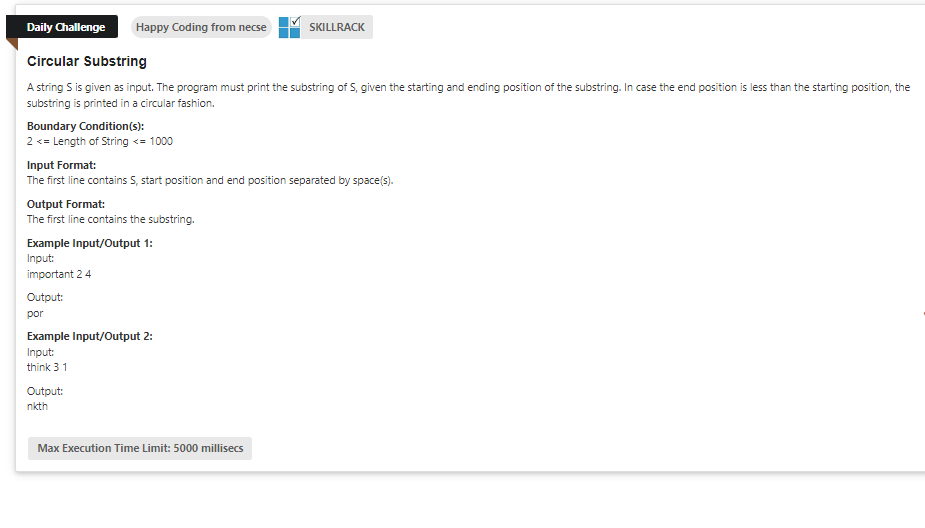 Daily Challenge Happy Coding from necse SKILLRACK
Circular Substring
A string S is given as input. The program must print the substring of S, given the starting and ending position of the substring. In case the end position is less than the starting position, the
substring is printed in a circular fashion.
Boundary Condition(s):
2 <= Length of String <= 1000
Input Format:
The first line contains S, start position and end position separated by space(s).
Output Format:
The first line contains the substring.
Example Input/Output 1:
Input:
important 2 4
Output:
por
Example Input/Output 2:
Input:
think 3 1
Output:
nkth
Max Execution Time Limit: 5000 millisecs